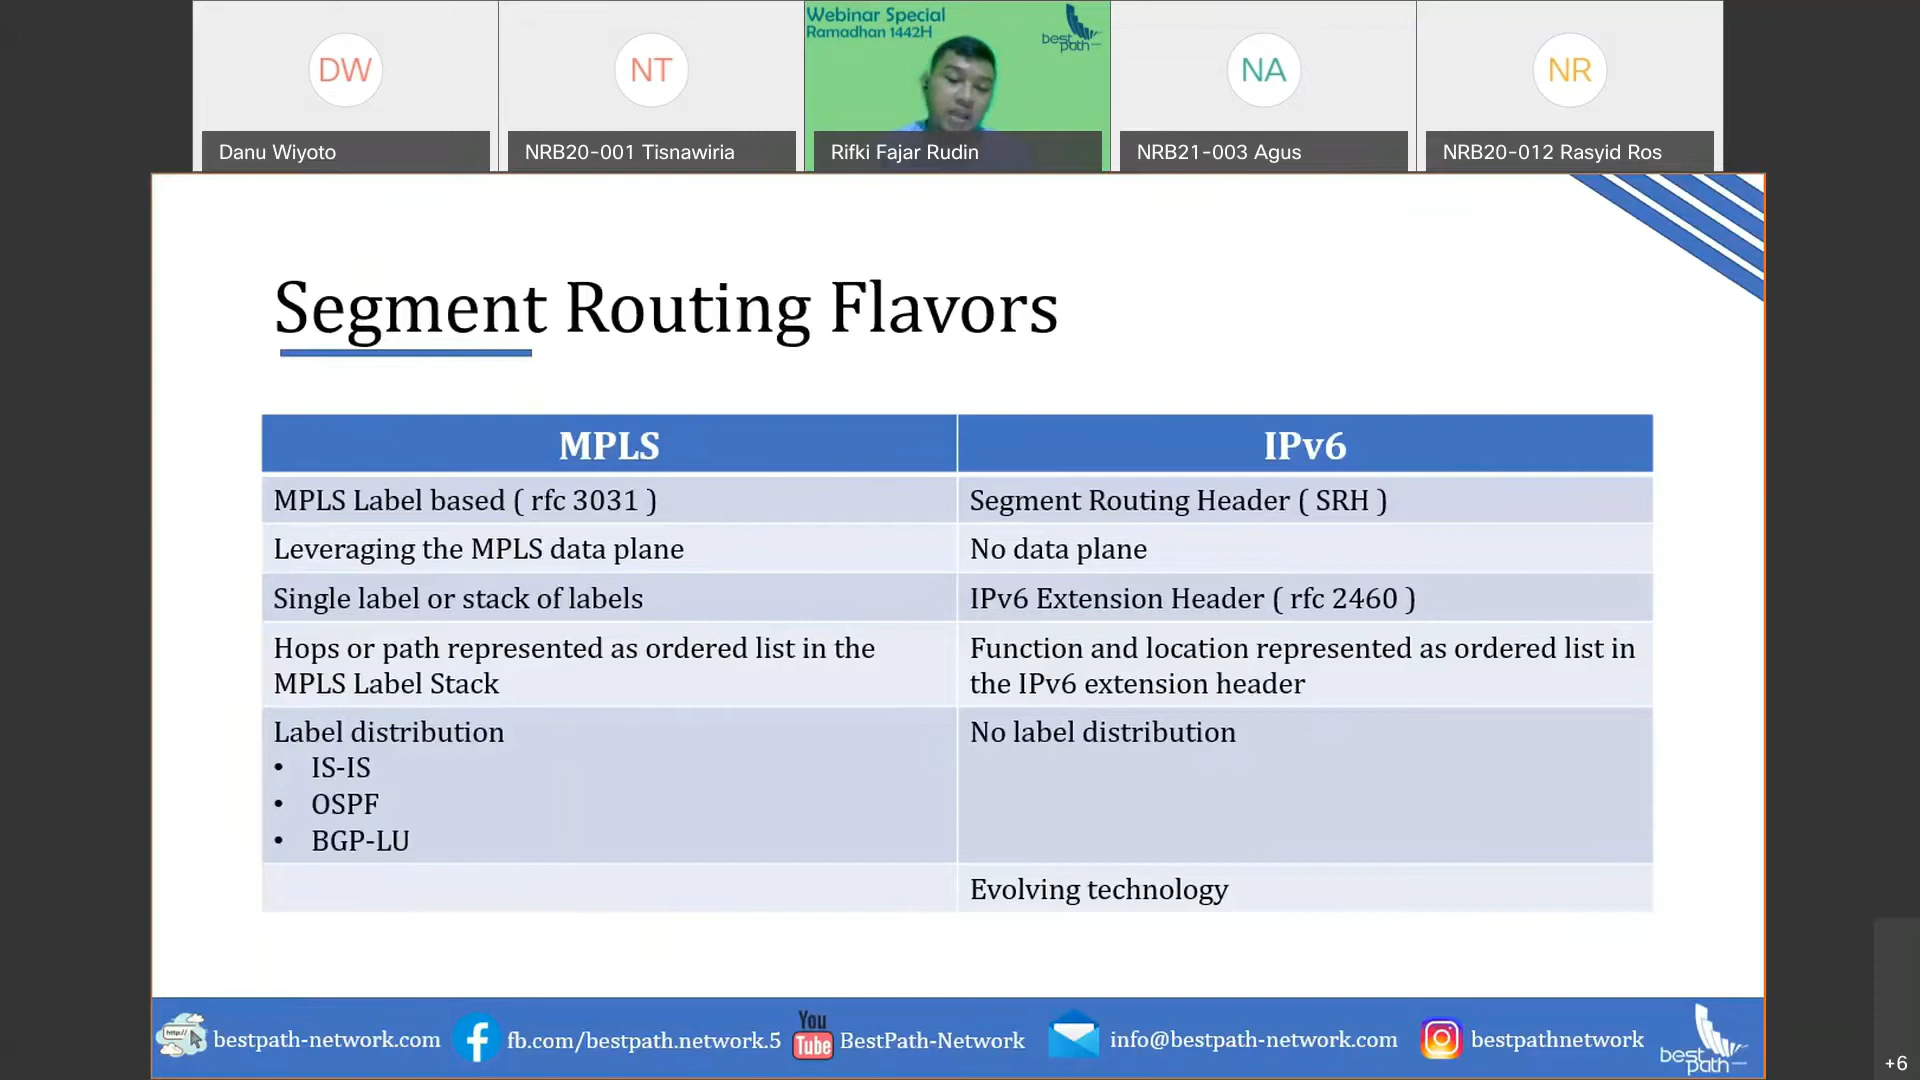 DW
NT
Webinar Special
Ramadhan 1442H
best path
NA
NR
Danu Wiyoto
NRB20-001 Tisnawiria
Rifki Fajar Rudin
NRB21-003 Agus
NRB20-012 Rasyid Ros
Segment Routing Flavors
MPLS
IPv6
MPLS Label based ( rfc 3031 )
Segment Routing Header ( SRH )
Leveraging the MPLS data plane
No data plane
Single label or stack of labels
IPv6 Extension Header ( rfc 2460 )
Hops or path represented as ordered list in the
MPLS Label Stack
Function and location represented as ordered list in
the IPv6 extension header
Label distribution
• IS-IS
• OSPF
• BGP-LU
No label distribution
Evolving technology
http://
bestpath-network.com
fb.com/bestpath.network.5
You
Tube
BestPath-Network
info@bestpath-network.com
bestpathnetwork
best path
+6